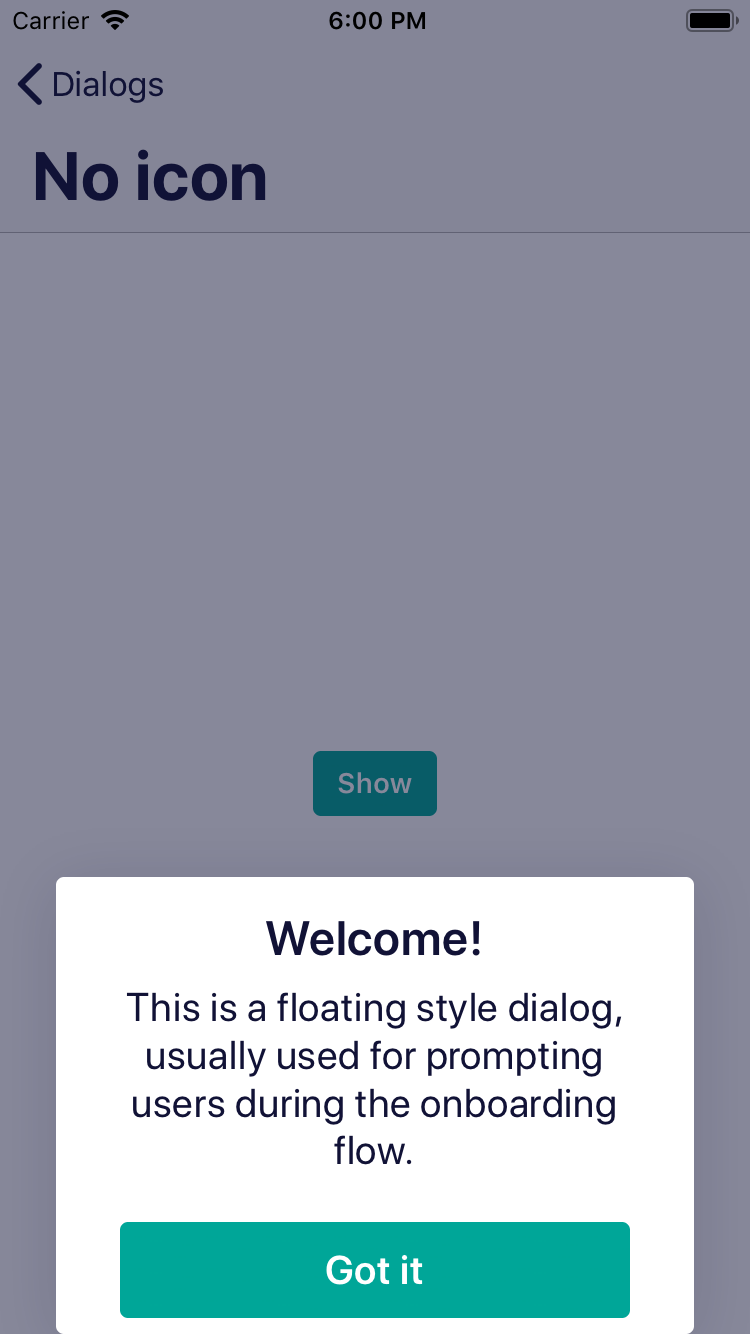 Carrier 6:00 PM
Dialogs
No icon
Show
Welcome!
This is a floating style dialog,
usually used for prompting
users during the onboarding
flow.
Got it